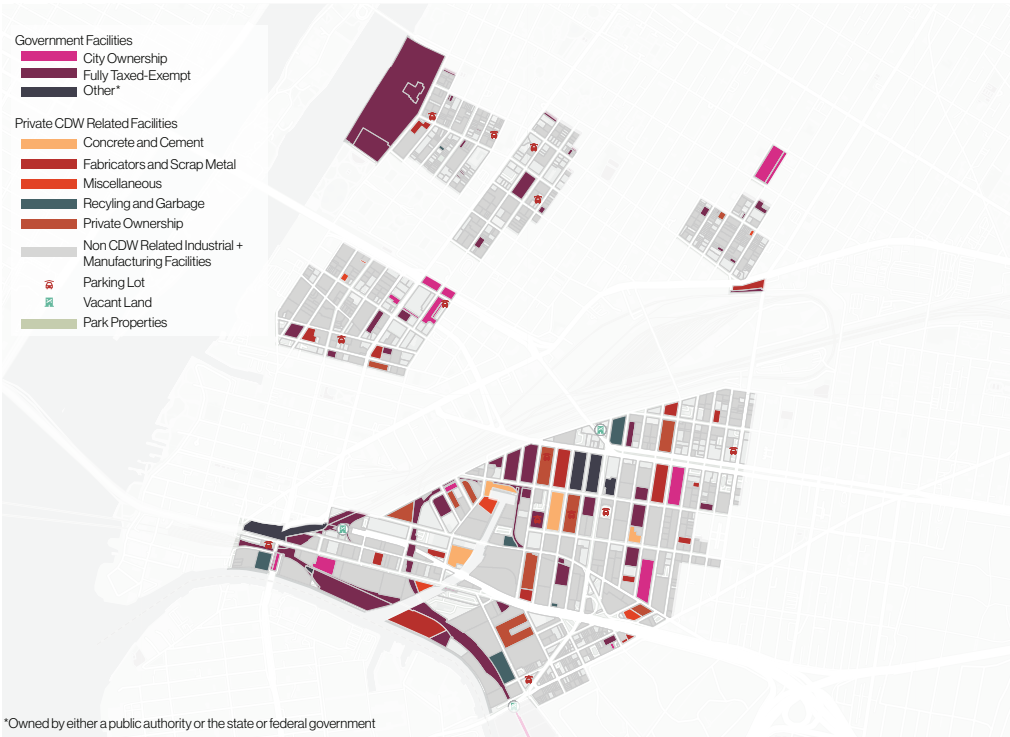 Government Facilities
City Ownership
Fully Taxed-Exempt
Other*
Private CDW Related Facilities
Concrete and Cement
Fabricators and Scrap Metal
Miscellaneous
Recyling and Garbage
Private Ownership
Non CDW Related Industrial +
Manufacturing Facilities
Parking Lot
Vacant Land
Park Properties
*Owned by either a public authority or the state or federal government